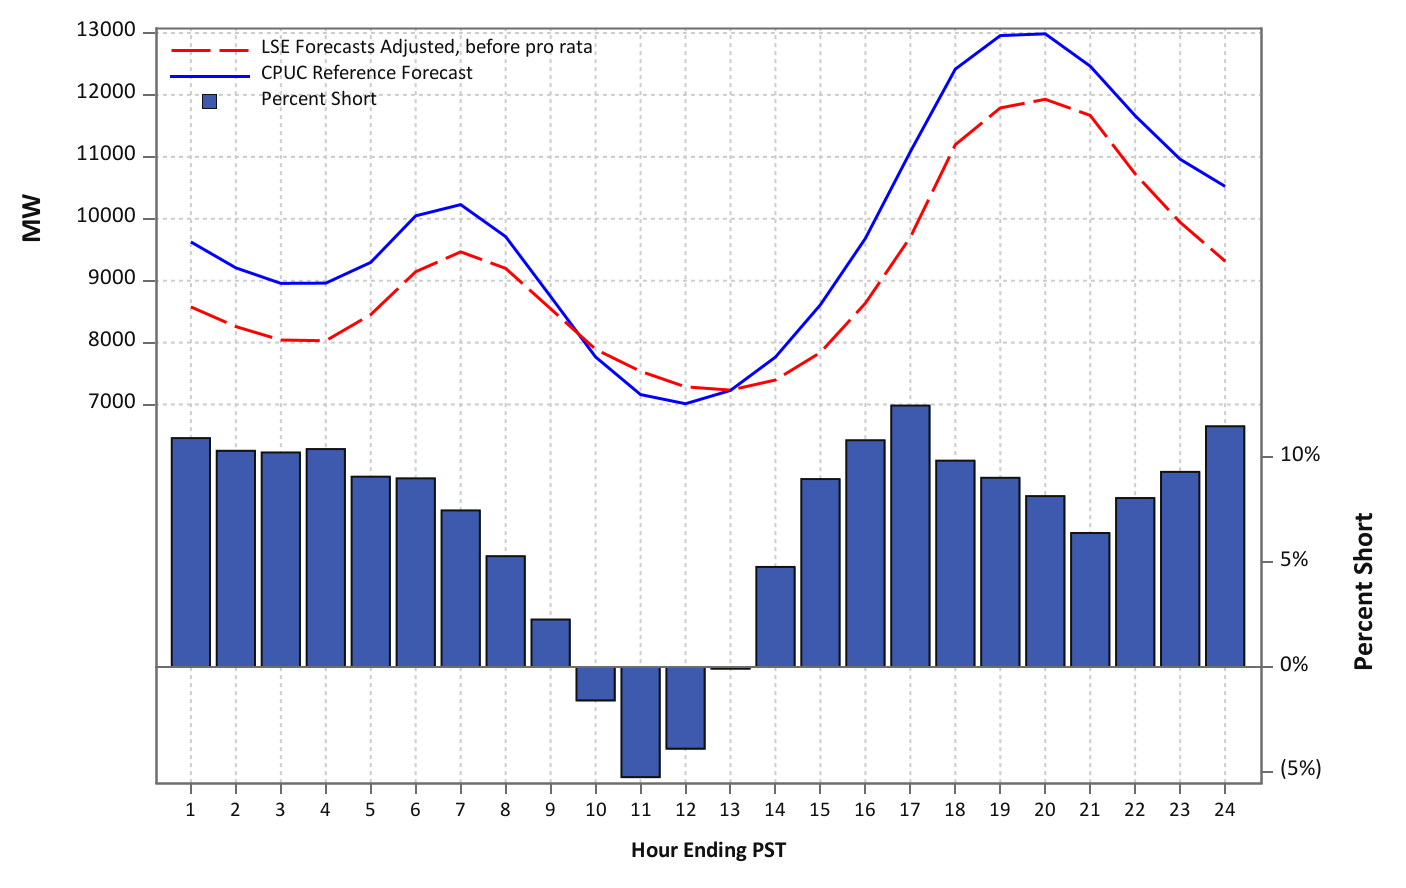 13000
12000
11000
10000
9000
8000
7000
MW
LSE Forecasts Adjusted, before pro rata
CPUC Reference Forecast
Percent Short
10%
5%
0%
(5%)
Percent Short
1 2 3 4 5 6 7 8 9 10 11 12 13 14 15 16 17 18 19 20 21 22 23 24
Hour Ending PST